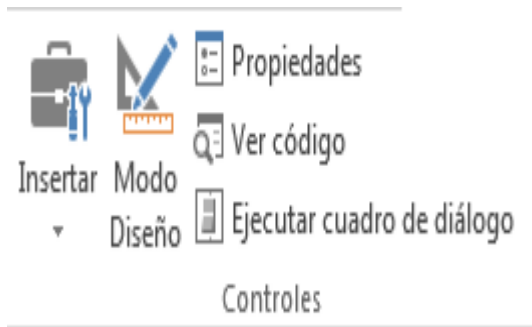 Propiedades
Ver código
Insertar
Modo
Diseño
Ejecutar cuadro de diálogo
Controles